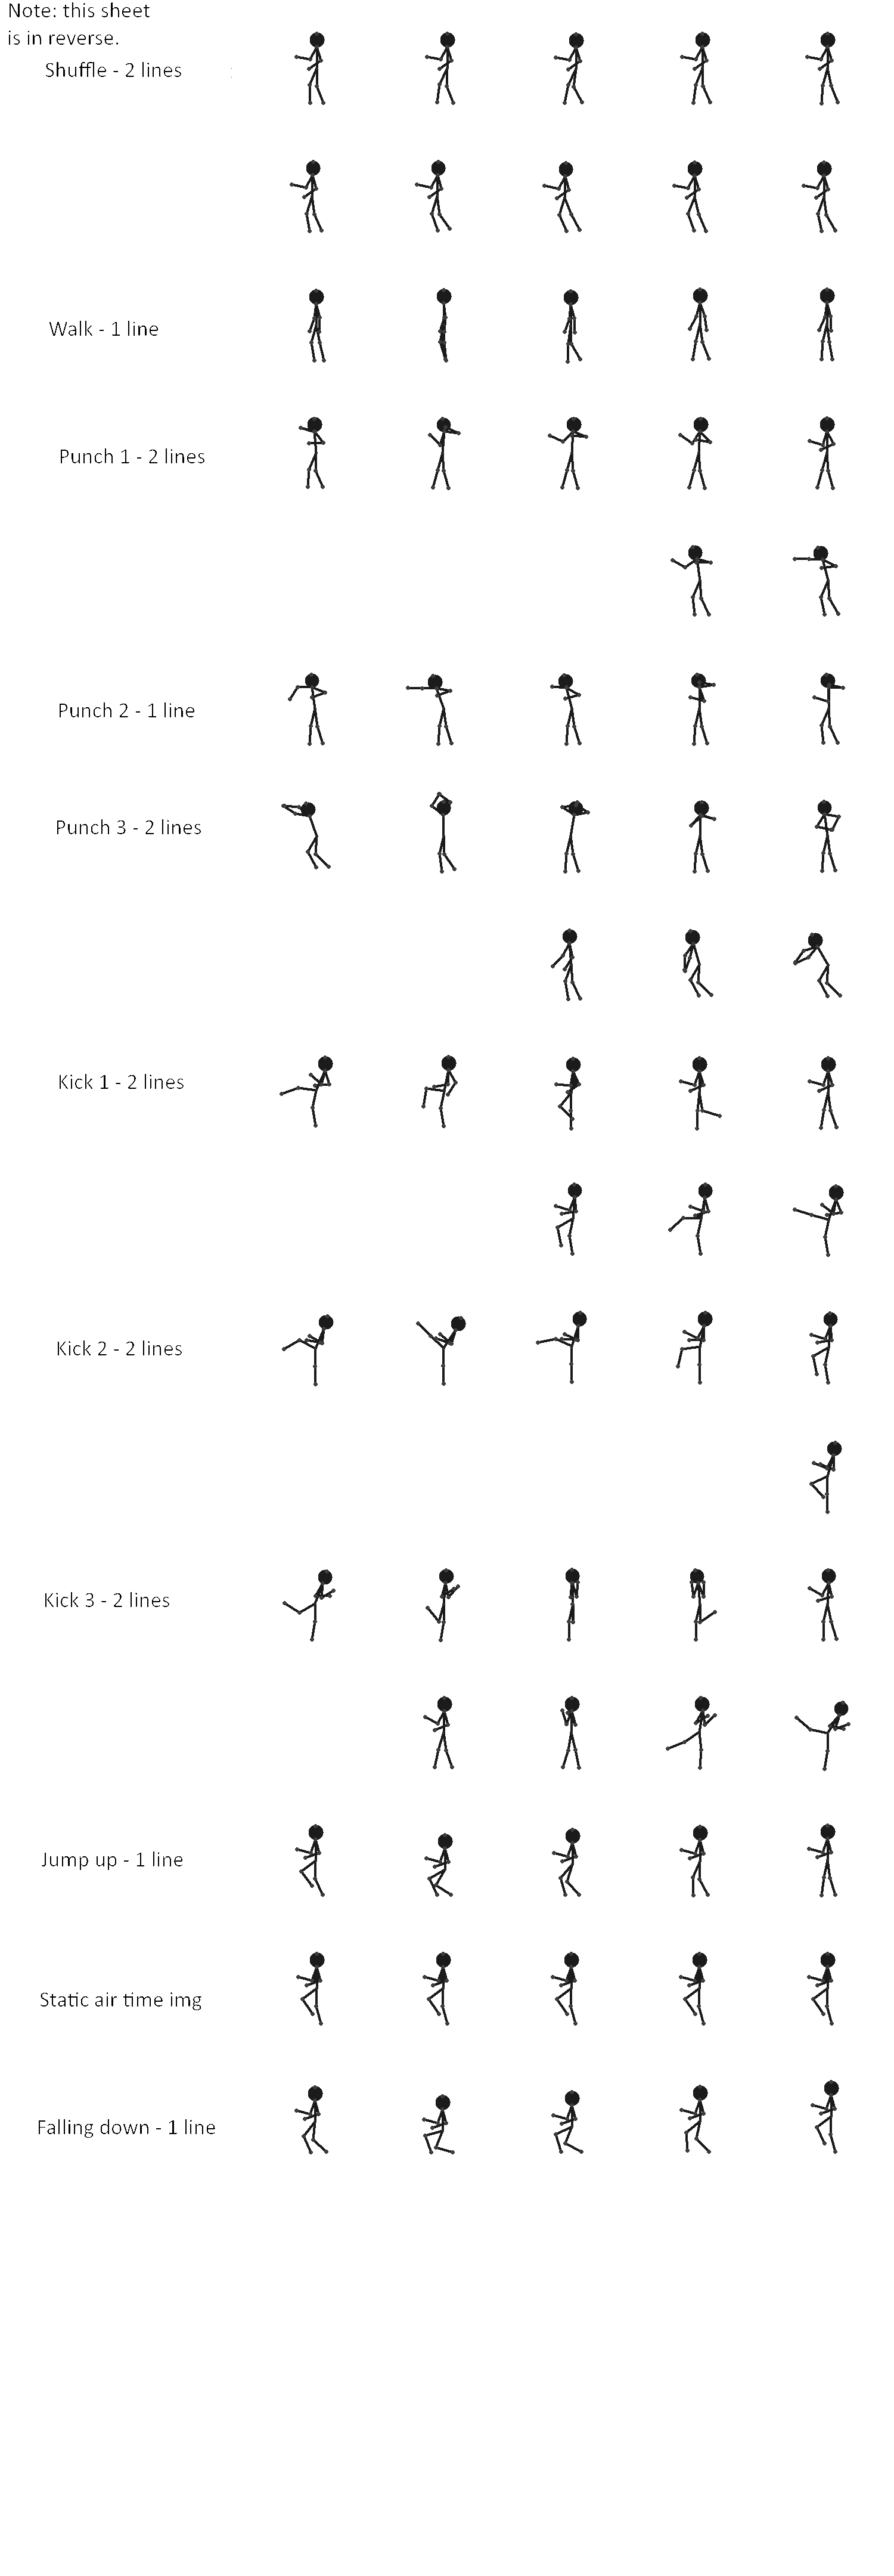 Note: this sheet
is in reverse.
Shuffle - 2 lines
Walk - 1 line
Punch 1 - 2 lines
Punch 2 - 1 line
Punch 3 - 2 lines
Kick 1 - 2 lines
Kick 2 - 2 lines
Kick 3 - 2 lines
Jump up - 1 line
Static air time img
Falling down - 1 line